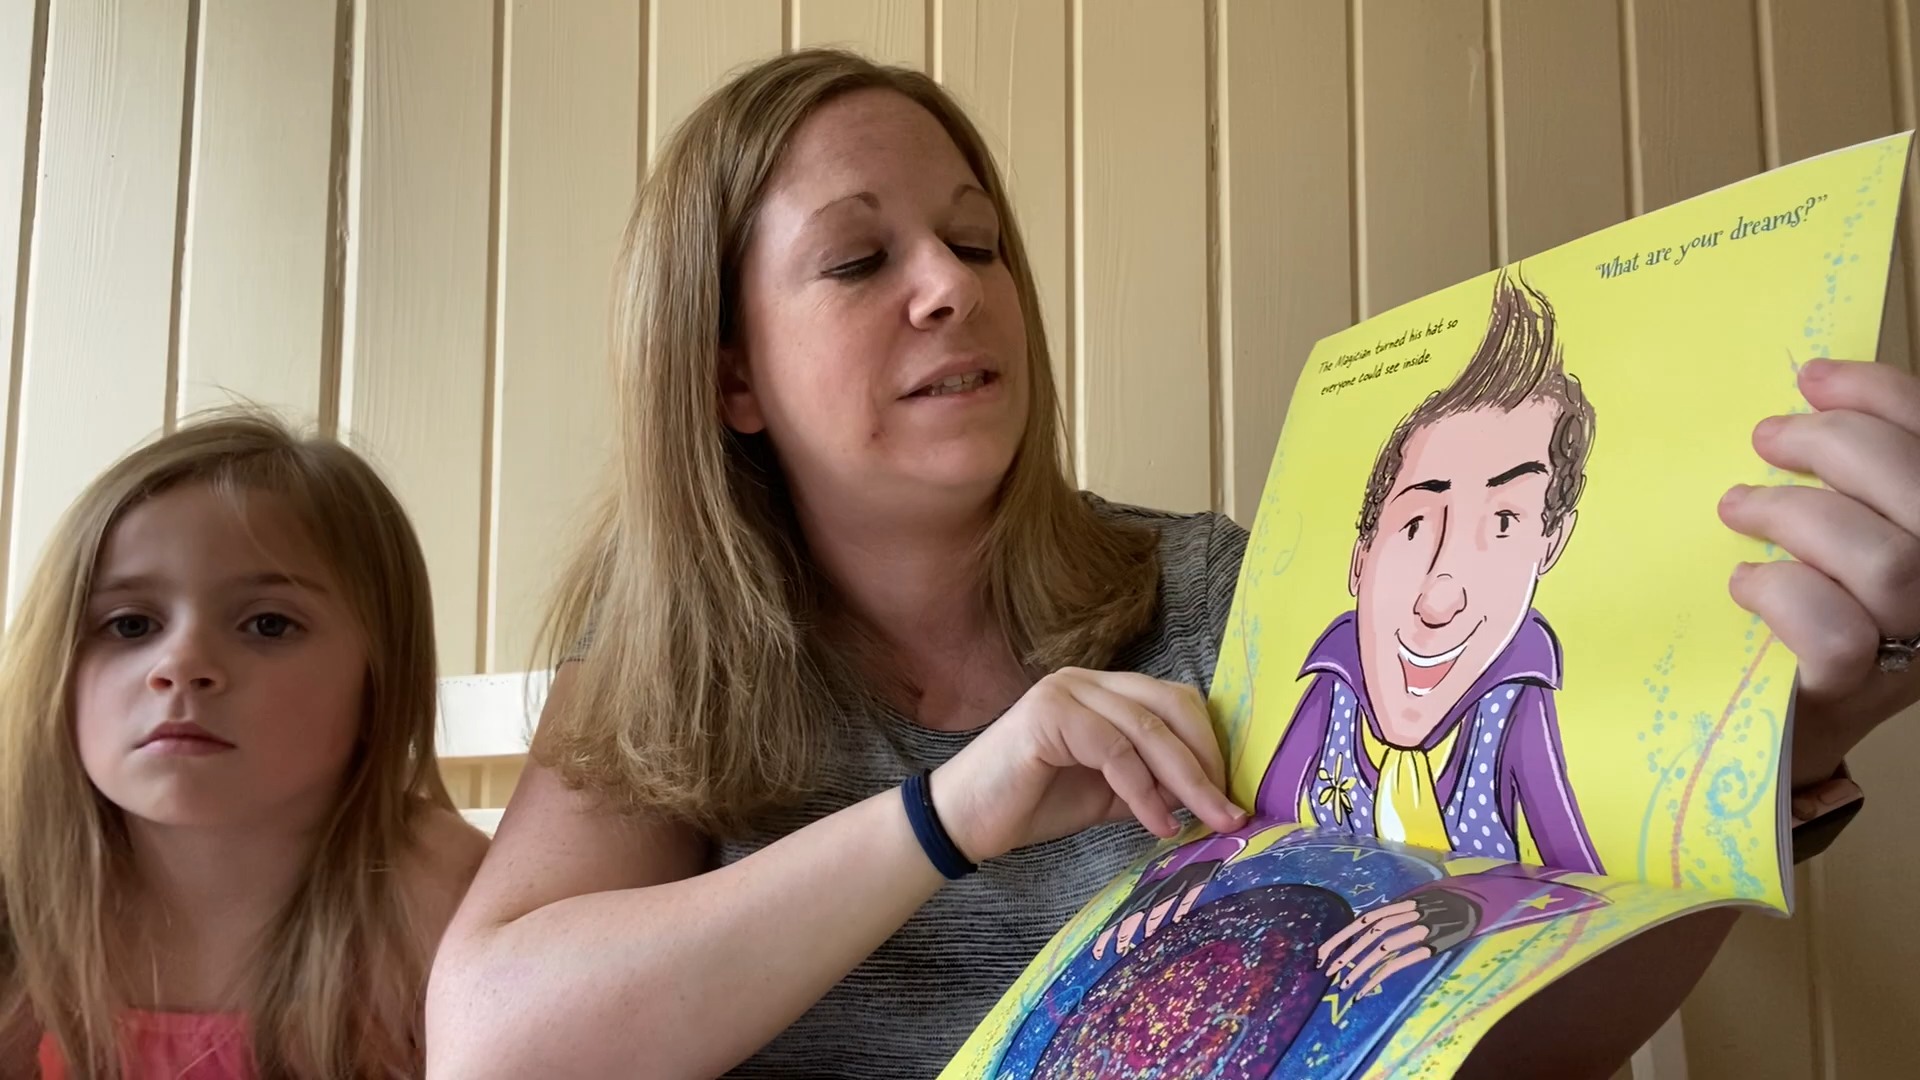 The Magician turned his hat so
everyone could see inside.
"What are your dreams?"